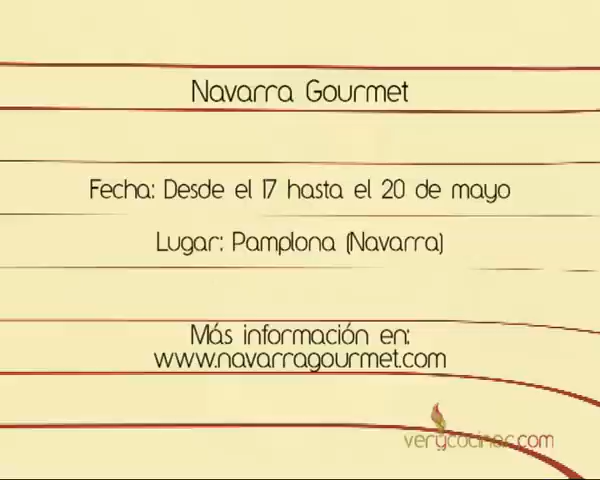 Navarra Gourmet
Fecha: Desde el 17 hasta el 20 de mayo
Lugar: Pamplona (Navarra)
Más información en:
www.navarragourmet.com
verycocinar.com